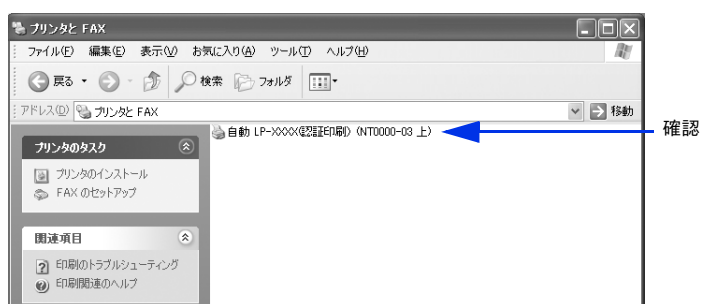 プリンタと FAX
ファイル(F) 編集(E) 表示(V) お気に入り(A) ツール(T) ヘルプ(H)
戻る 検索 フォルダ
アドレス(D) プリンタと FAX 移動
自動 LP-XXXX(認証印刷) (NT0000-03 上)
確認
プリンタのタスク
プリンタのインストール
FAX のセットアップ
関連項目
印刷のトラブルシューティング
印刷関連のヘルプ